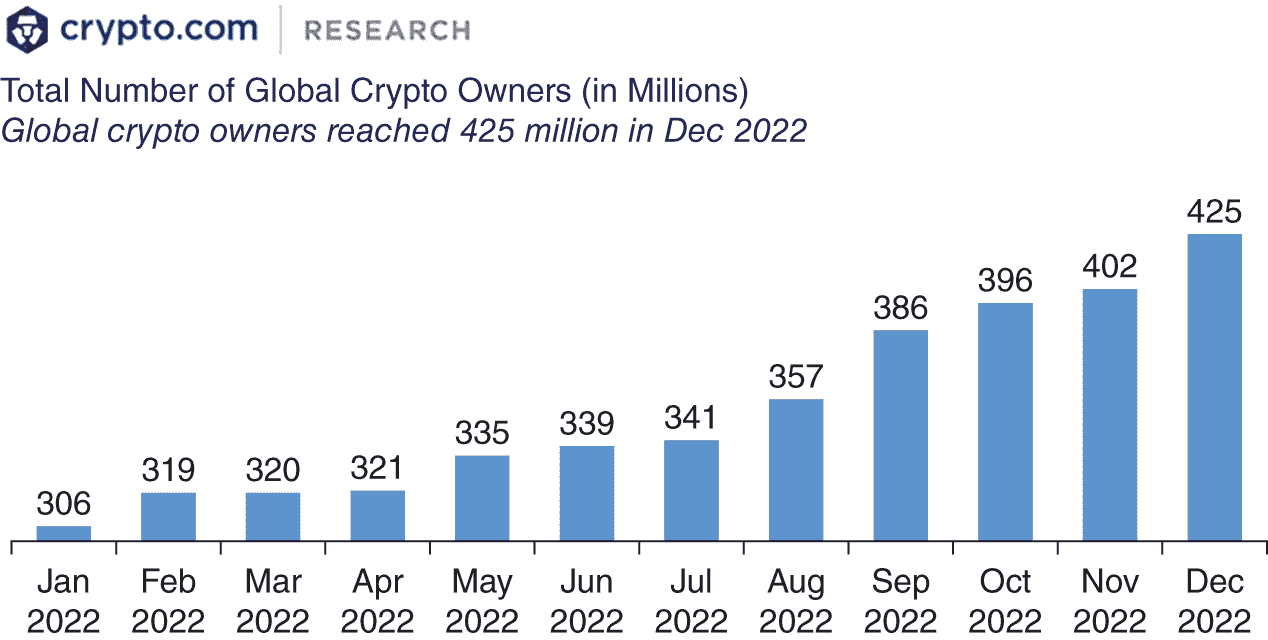 crypto.com RESEARCH
Total Number of Global Crypto Owners (in Millions)
Global crypto owners reached 425 million in Dec 2022
306
319
320
321
335
339
341
357
386
396
402
425
Jan 2022
Feb 2022
Mar 2022
Apr 2022
May 2022
Jun 2022
Jul 2022
Aug 2022
Sep 2022
Oct 2022
Nov 2022
Dec 2022